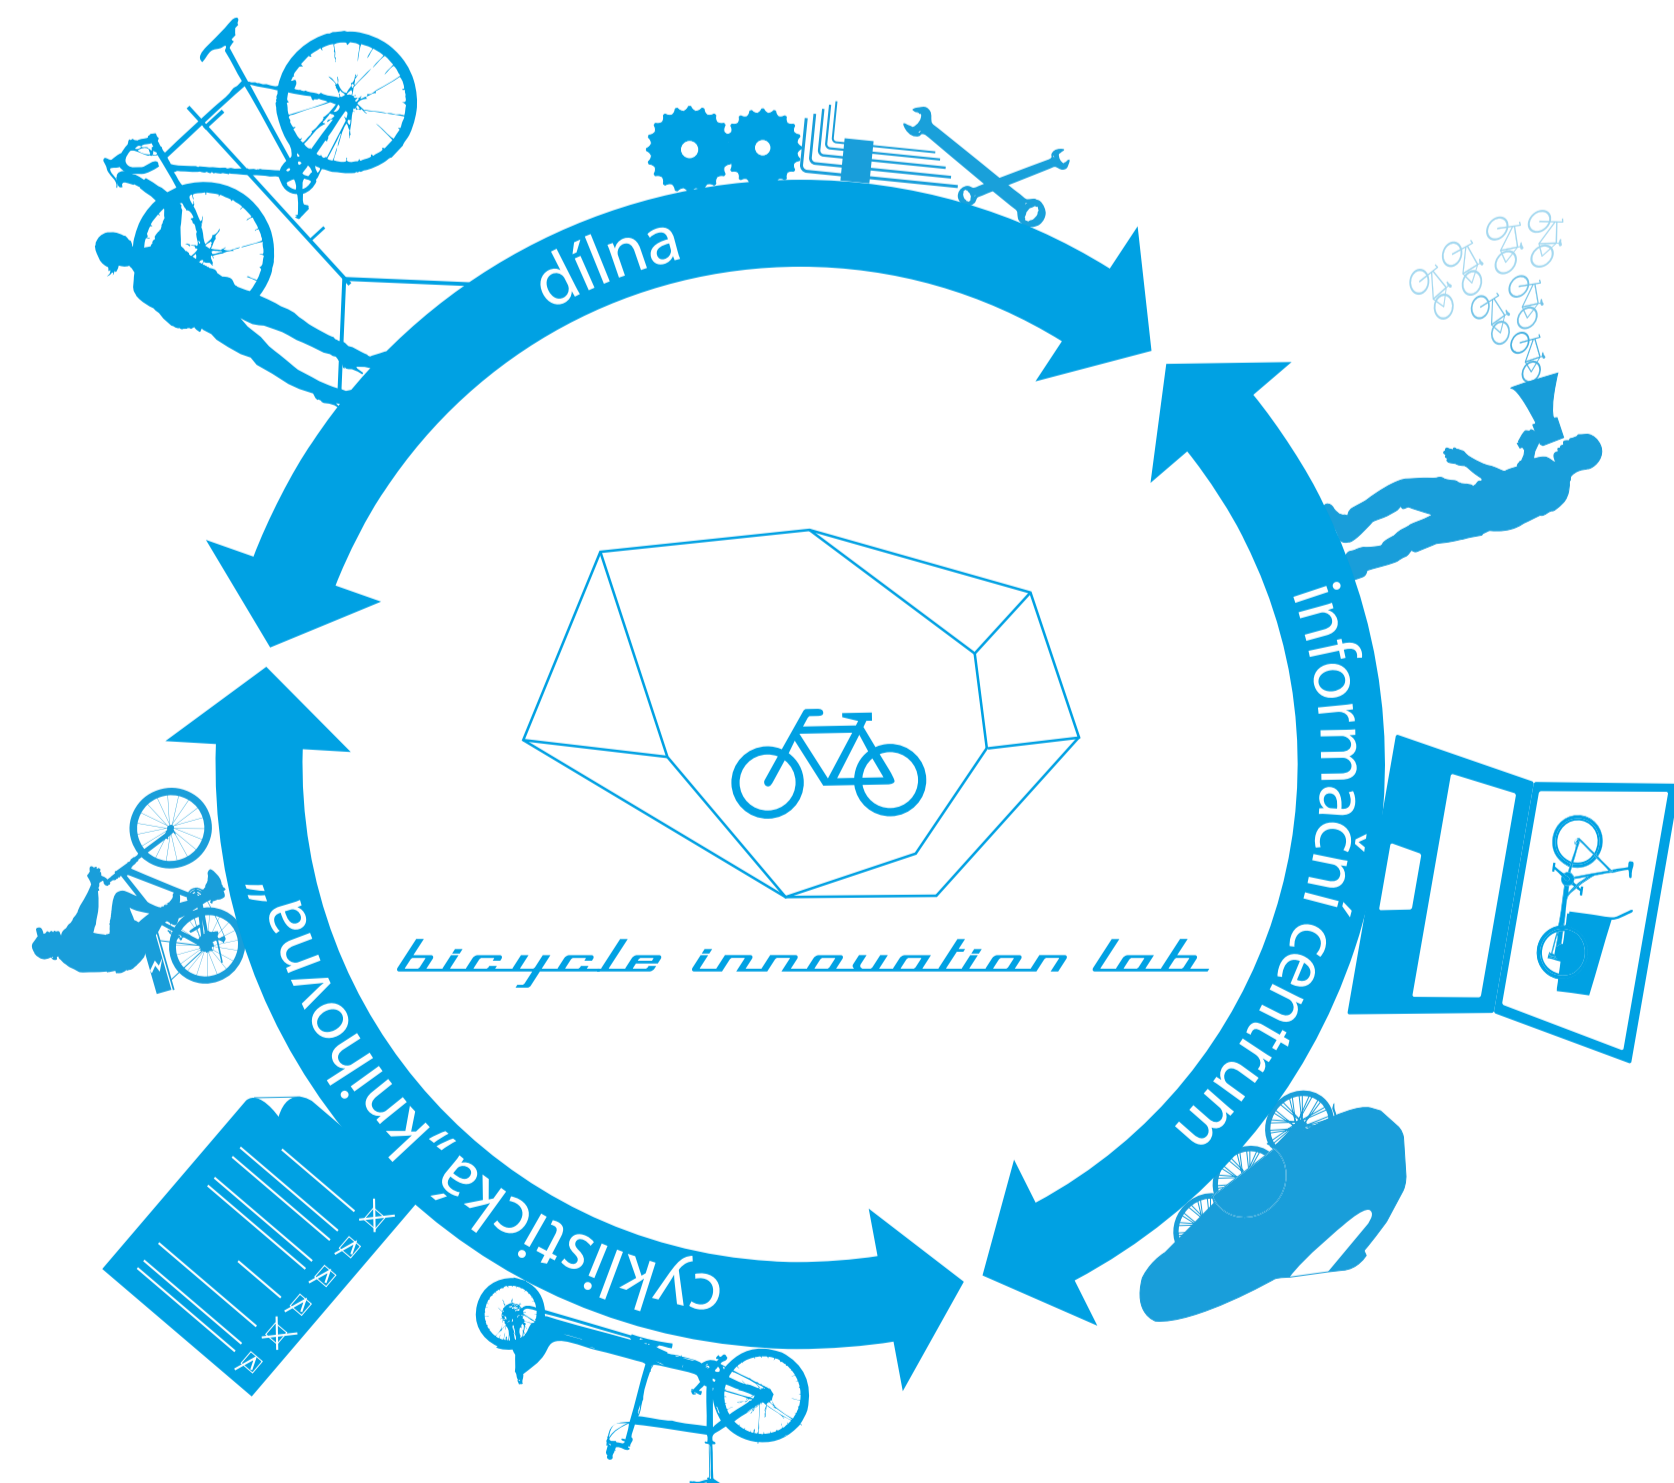 dílna
informační centrum
cyklistická „knihovna“
bicycle innovation lab